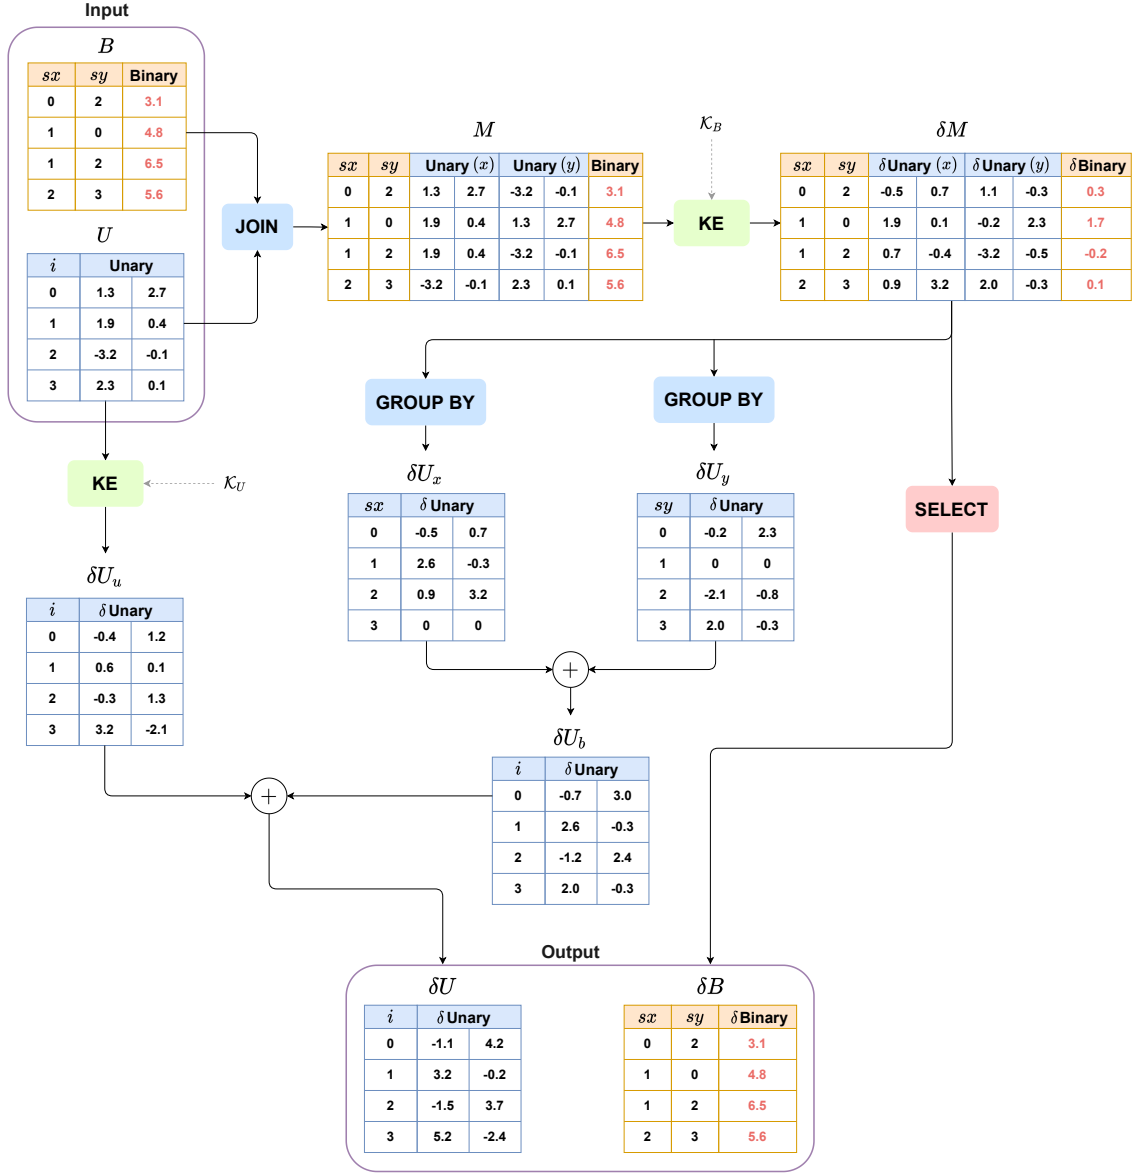 Input
B
sx sy Binary
0 2 3.1
1 0 4.8
1 2 6.5
2 3 5.6
U
i Unary
0 1.3 2.7
1 1.9 0.4
2 -3.2 -0.1
3 2.3 0.1
JOIN
M
sx sy Unary (x) Unary (y) Binary
0 2 1.3 2.7 -3.2 -0.1 3.1
1 0 1.9 0.4 1.3 2.7 4.8
1 2 1.9 0.4 -3.2 -0.1 6.5
2 3 -3.2 -0.1 2.3 0.1 5.6
𝒦_B
KE
δM
sx sy δ Unary (x) δ Unary (y) δ Binary
0 2 -0.5 0.7 1.1 -0.3 0.3
1 0 1.9 0.1 -0.2 2.3 1.7
1 2 0.7 -0.4 -3.2 -0.5 -0.2
2 3 0.9 3.2 2.0 -0.3 0.1
GROUP BY
GROUP BY
SELECT
KE
𝒦_U
δU_x
sx δ Unary
0 -0.5 0.7
1 2.6 -0.3
2 0.9 3.2
3 0 0
δU_y
sy δ Unary
0 -0.2 2.3
1 0 0
2 -2.1 -0.8
3 2.0 -0.3
δU_u
i δ Unary
0 -0.4 1.2
1 0.6 0.1
2 -0.3 1.3
3 3.2 -2.1
+
δU_b
i δ Unary
0 -0.7 3.0
1 2.6 -0.3
2 -1.2 2.4
3 2.0 -0.3
+
Output
δU
i δ Unary
0 -1.1 4.2
1 3.2 -0.2
2 -1.5 3.7
3 5.2 -2.4
δB
sx sy δ Binary
0 2 3.1
1 0 4.8
1 2 6.5
2 3 5.6